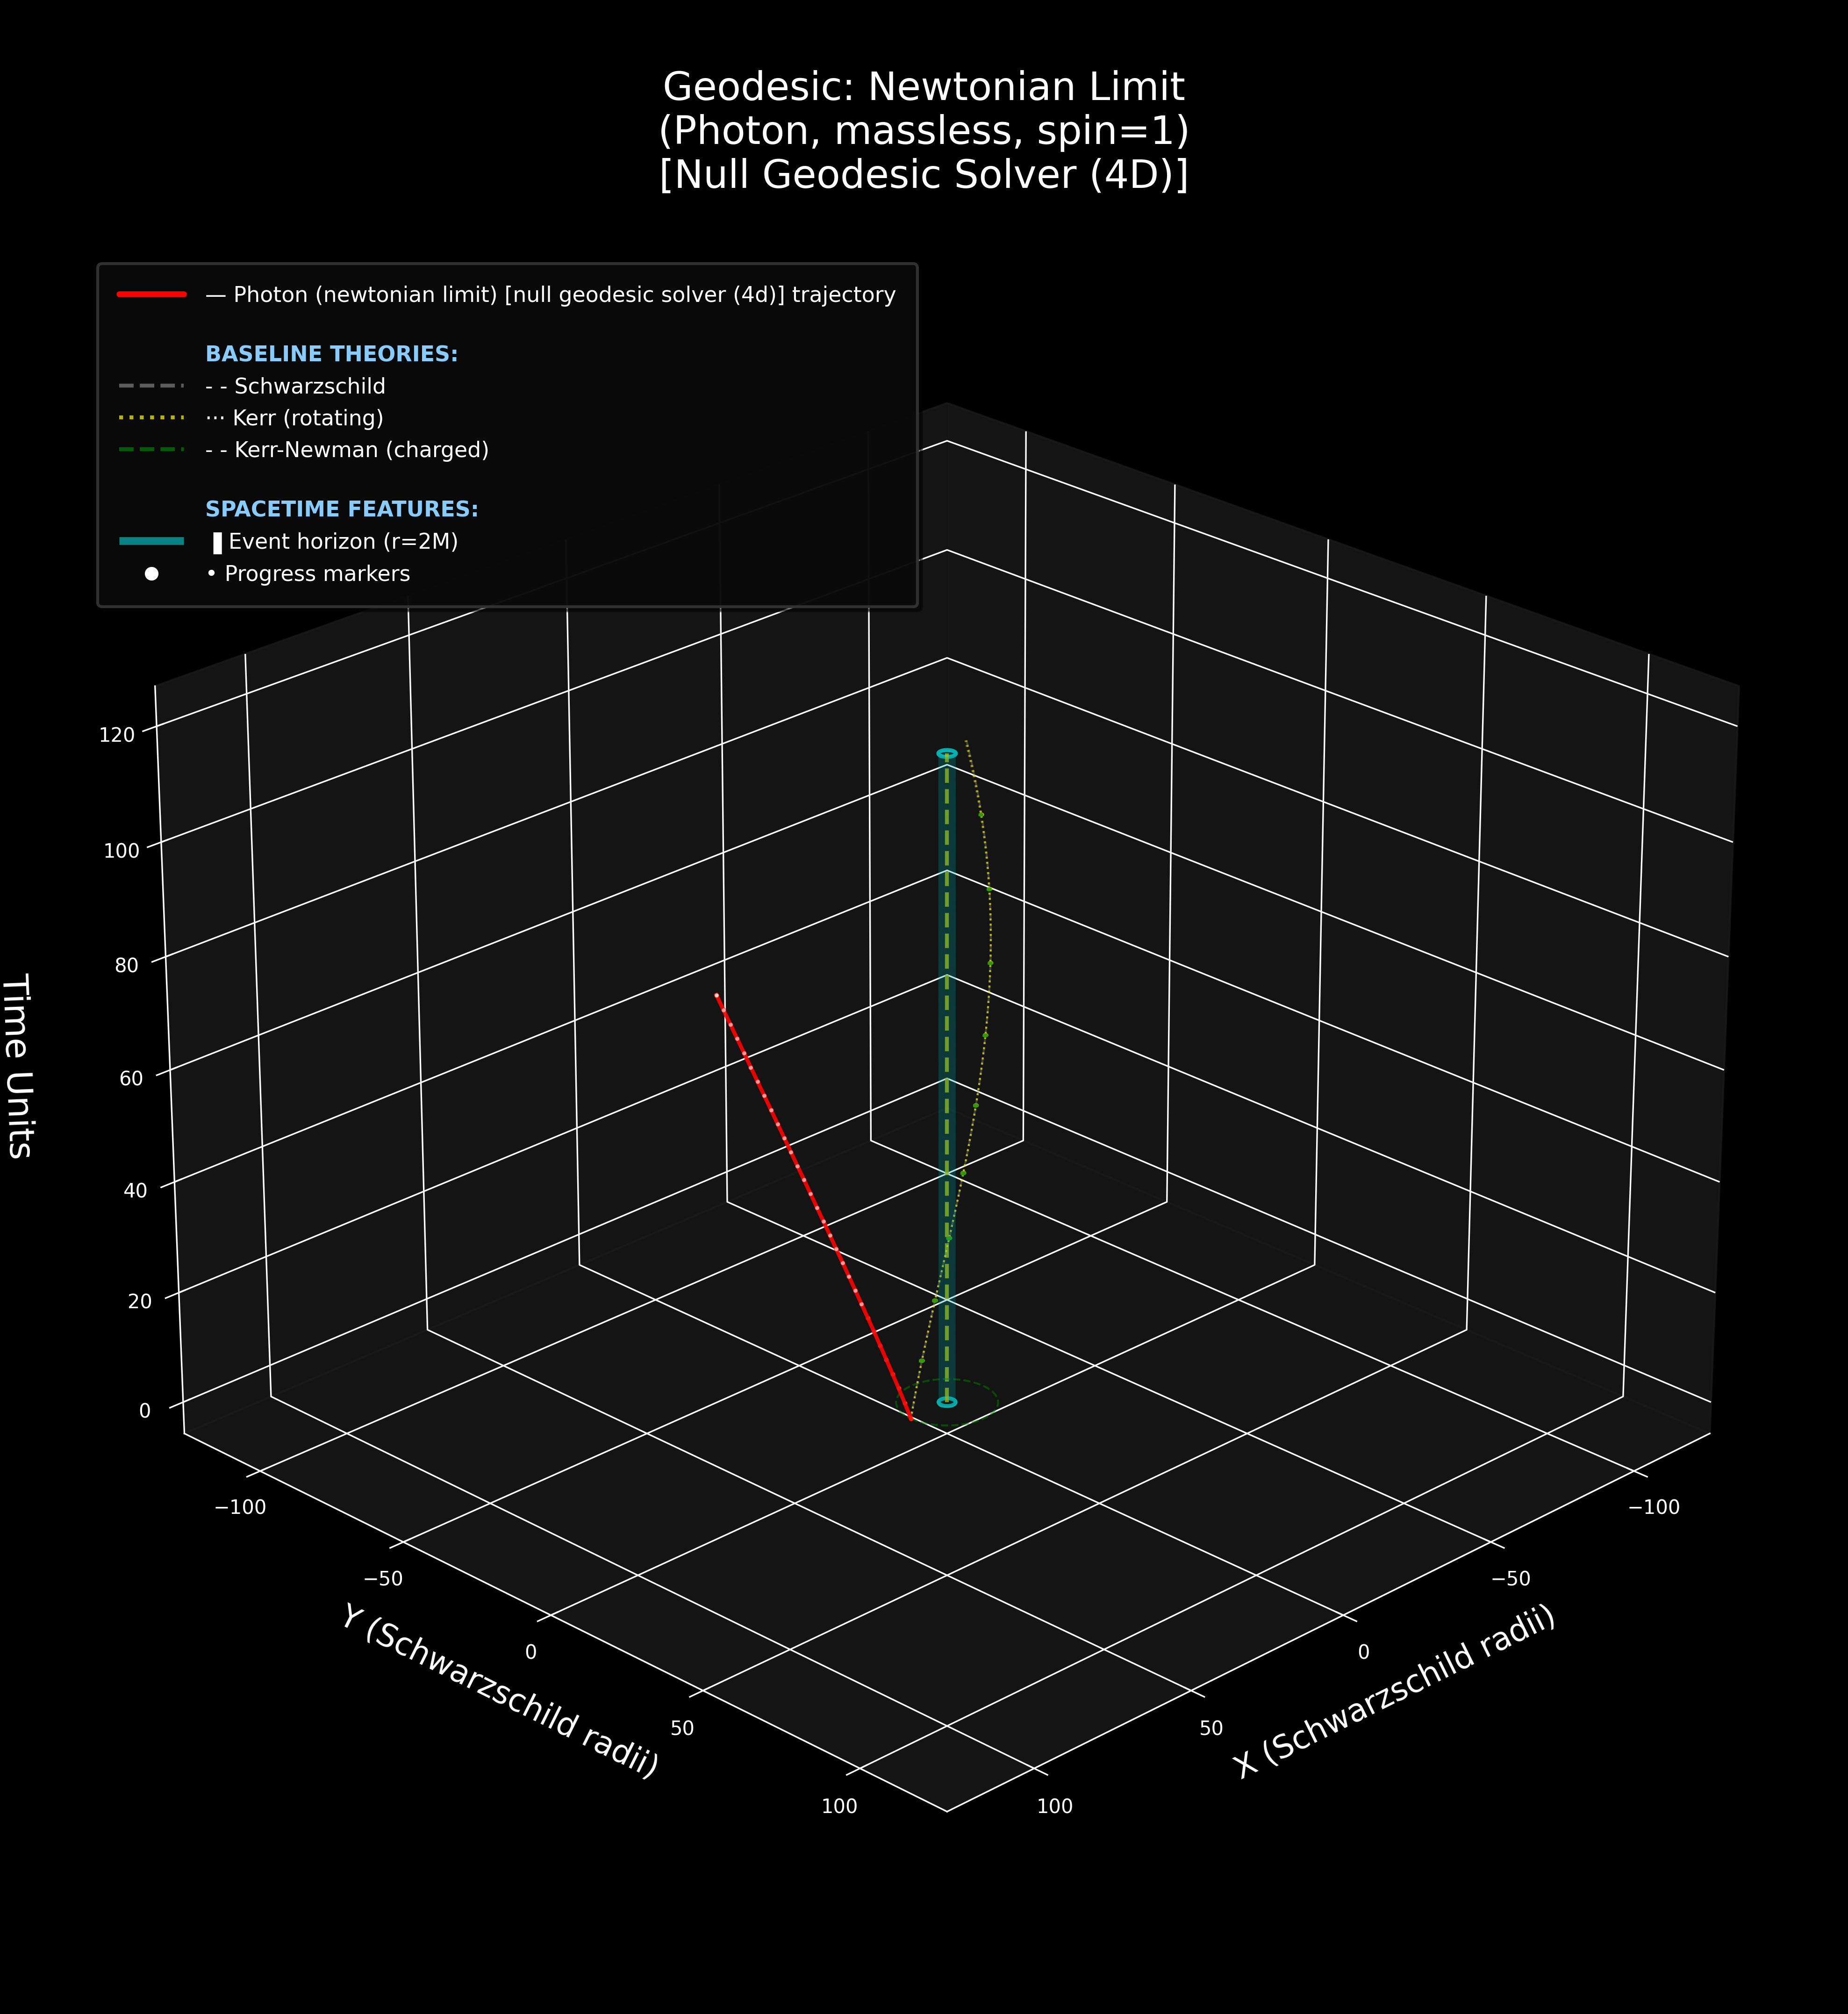 Geodesic: Newtonian Limit
(Photon, massless, spin=1)
[Null Geodesic Solver (4D)]
— Photon (newtonian limit) [null geodesic solver (4d)] trajectory
BASELINE THEORIES:
- - Schwarzschild
··· Kerr (rotating)
- - Kerr-Newman (charged)
SPACETIME FEATURES:
▌Event horizon (r=2M)
• Progress markers
120
100
80
60
40
20
0
Time Units
−100
−50
0
50
100
Y (Schwarzschild radii)
−100
−50
0
50
100
X (Schwarzschild radii)